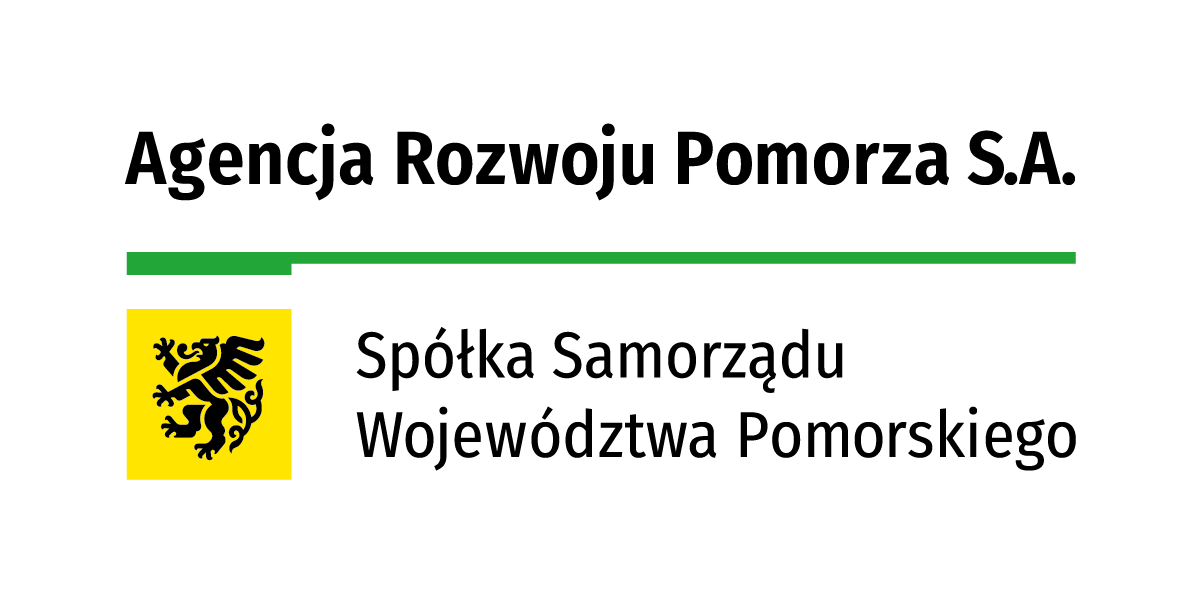 Agencja Rozwoju Pomorza S.A.
Spółka Samorządu
Województwa Pomorskiego